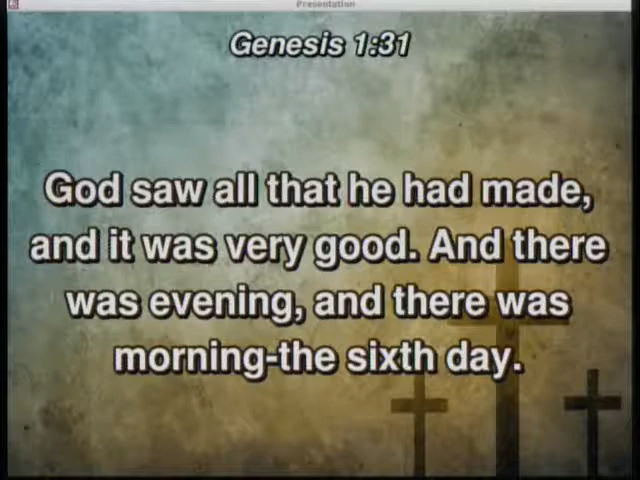 Presentation
Genesis 1:31
God saw all that he had made,
and it was very good. And there
was evening, and there was
morning-the sixth day.